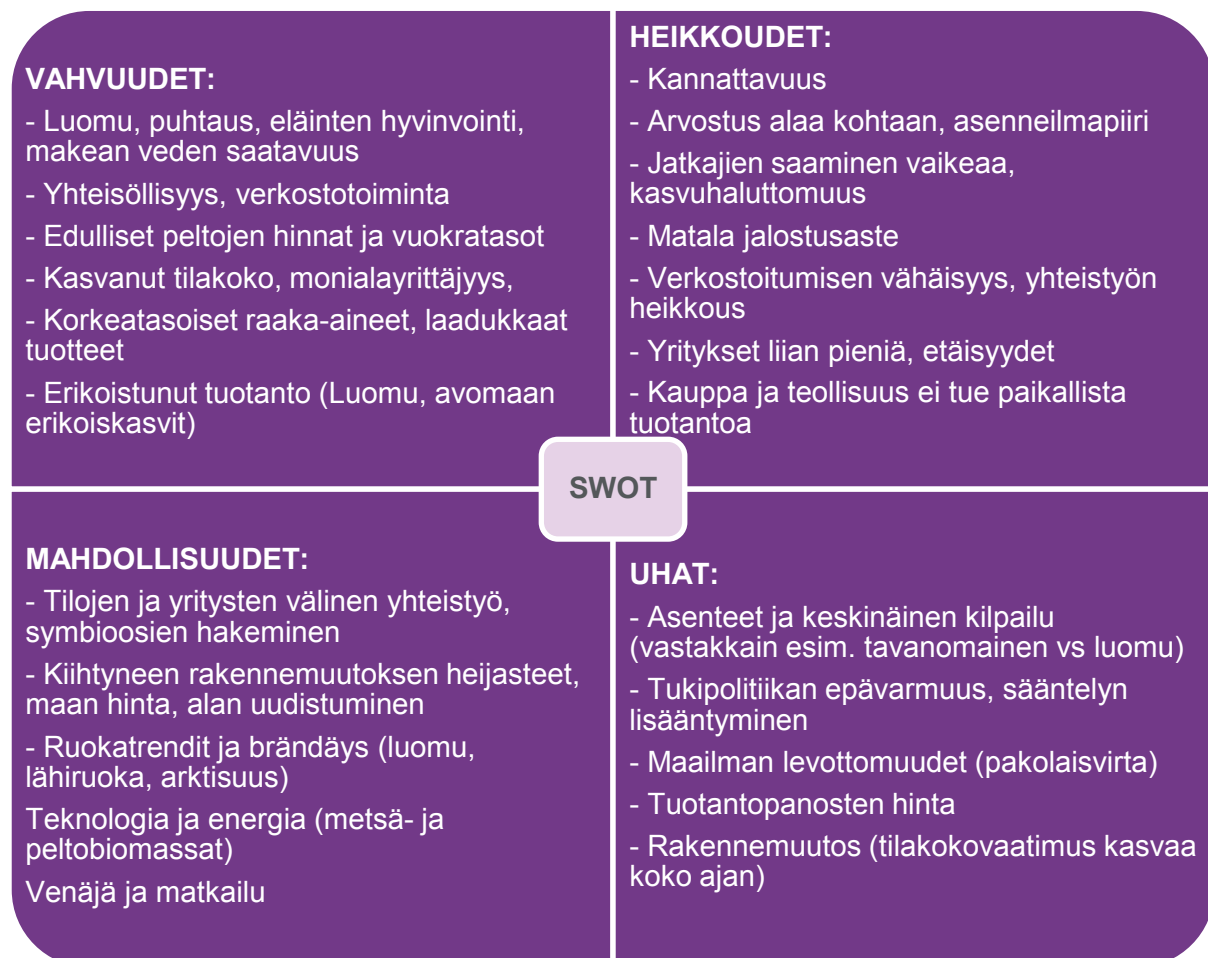 VAHVUUDET:
- Luomu, puhtaus, eläinten hyvinvointi,
makean veden saatavuus
- Yhteisöllisyys, verkostotoiminta
- Edulliset peltojen hinnat ja vuokratasot
- Kasvanut tilakoko, monialayrittäjyys,
- Korkeatasoiset raaka-aineet, laadukkaat
tuotteet
- Erikoistunut tuotanto (Luomu, avomaan
erikoiskasvit)
HEIKKOUDET:
- Kannattavuus
- Arvostus alaa kohtaan, asenneilmapiiri
- Jatkajien saaminen vaikeaa,
kasvuhaluttomuus
- Matala jalostusaste
- Verkostoitumisen vähäisyys, yhteistyön
heikkous
- Yritykset liian pieniä, etäisyydet
- Kauppa ja teollisuus ei tue paikallista
tuotantoa
SWOT
MAHDOLLISUUDET:
- Tilojen ja yritysten välinen yhteistyö,
symbioosien hakeminen
- Kiihtyneen rakennemuutoksen heijasteet,
maan hinta, alan uudistuminen
- Ruokatrendit ja brändäys (luomu,
lähiruoka, arktisuus)
Teknologia ja energia (metsä- ja
peltobiomassat)
Venäjä ja matkailu
UHAT:
- Asenteet ja keskinäinen kilpailu
(vastakkain esim. tavanomainen vs luomu)
- Tukipolitiikan epävarmuus, sääntelyn
lisääntyminen
- Maailman levottomuudet (pakolaisvirta)
- Tuotantopanosten hinta
- Rakennemuutos (tilakokovaatimus kasvaa
koko ajan)